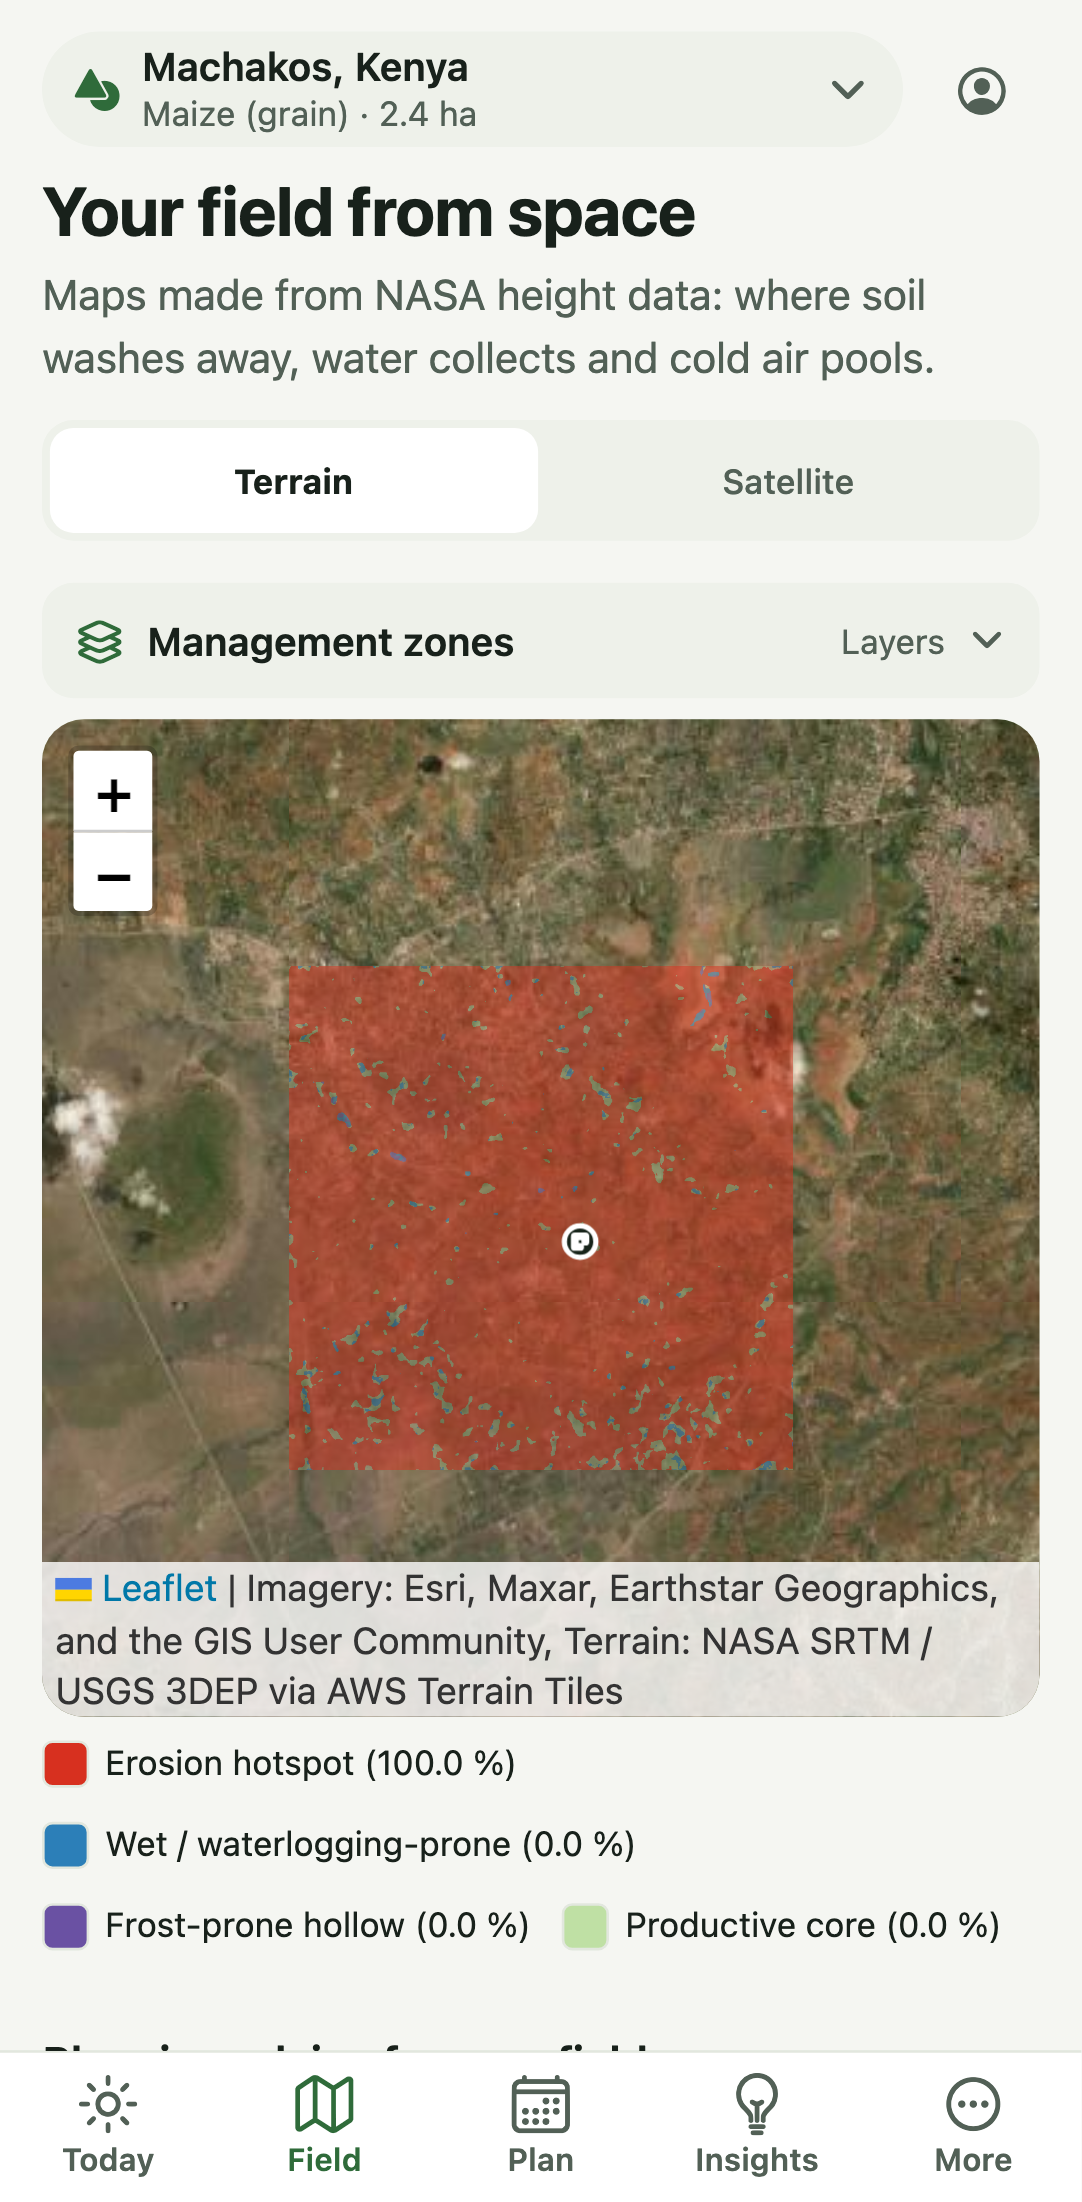 Machakos, Kenya
Maize (grain) · 2.4 ha
Your field from space
Maps made from NASA height data: where soil
washes away, water collects and cold air pools.
Terrain
Satellite
Management zones
Layers
+
−
Leaflet | Imagery: Esri, Maxar, Earthstar Geographics,
and the GIS User Community, Terrain: NASA SRTM /
USGS 3DEP via AWS Terrain Tiles
Erosion hotspot (100.0 %)
Wet / waterlogging-prone (0.0 %)
Frost-prone hollow (0.0 %)
Productive core (0.0 %)
Today
Field
Plan
Insights
More